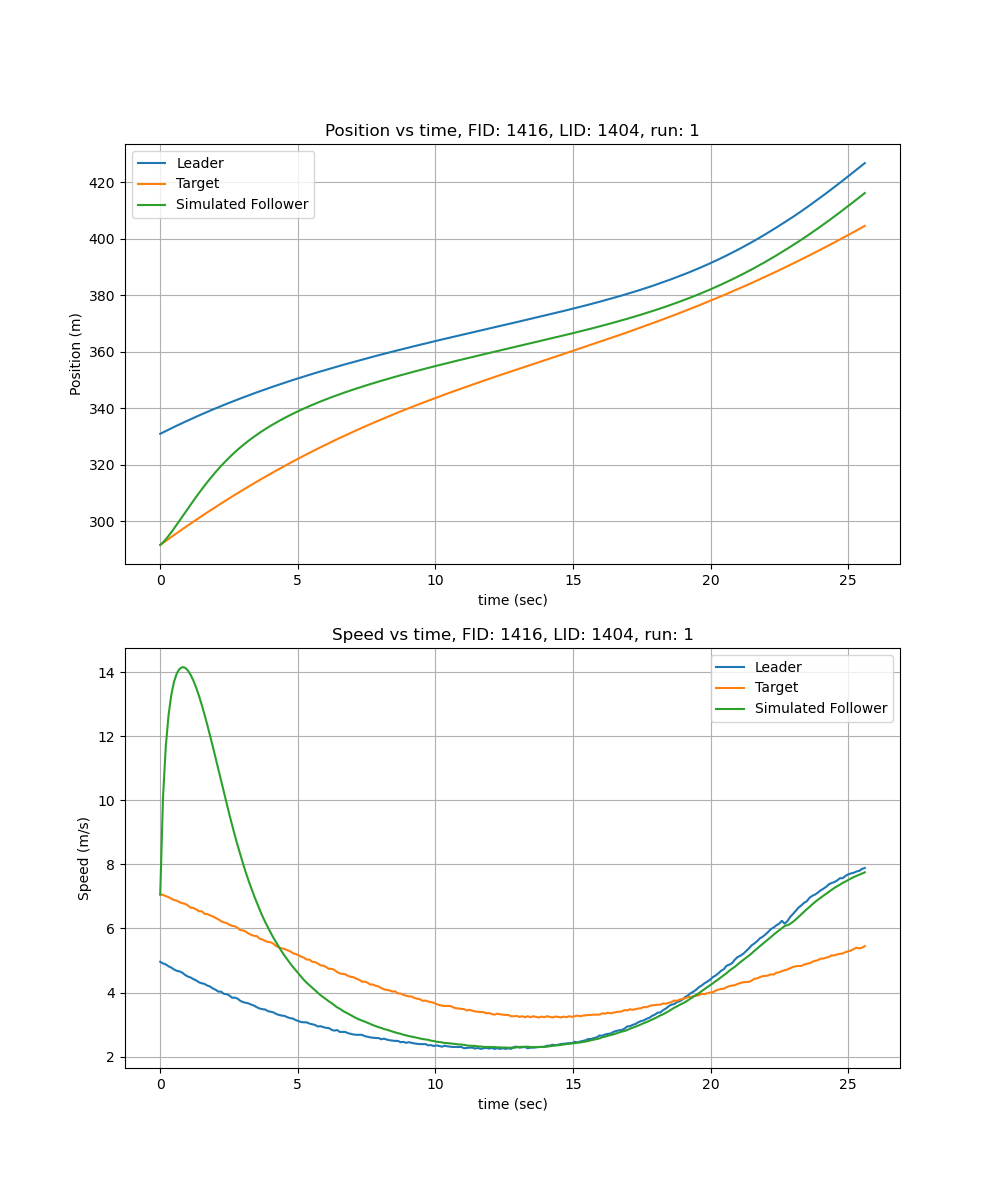 Position vs time, FID: 1416, LID: 1404, run: 1
Leader
Target
Simulated Follower
420
400
380
360
340
320
300
Position (m)
0 5 10 15 20 25
time (sec)
Speed vs time, FID: 1416, LID: 1404, run: 1
Leader
Target
Simulated Follower
14
12
10
8
6
4
2
Speed (m/s)
0 5 10 15 20 25
time (sec)